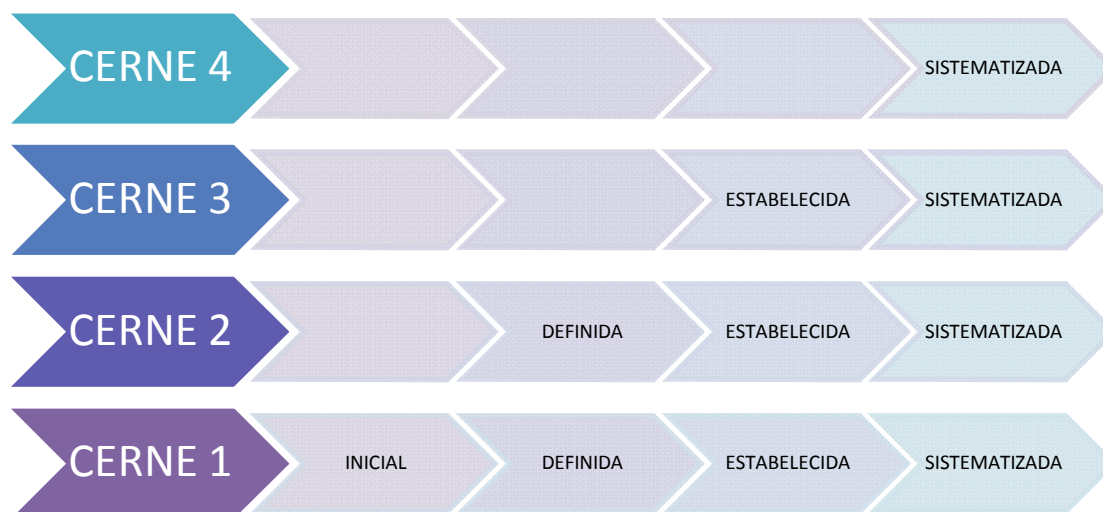 CERNE 4
SISTEMATIZADA
CERNE 3
ESTABELECIDA
SISTEMATIZADA
CERNE 2
DEFINIDA
ESTABELECIDA
SISTEMATIZADA
CERNE 1
INICIAL
DEFINIDA
ESTABELECIDA
SISTEMATIZADA